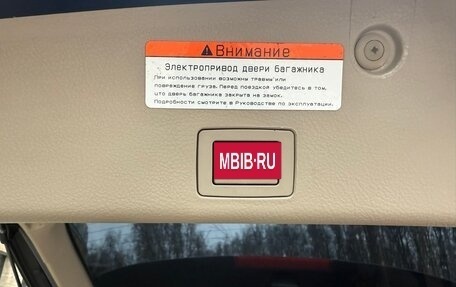 Внимание
Электропривод двери багажника
При использовании возможны травмы или
повреждение груза. Перед поездкой убедитесь в том,
что дверь багажника закрыта на замок.
Подробности смотрите в Руководстве по эксплуатации.
MBIB·RU